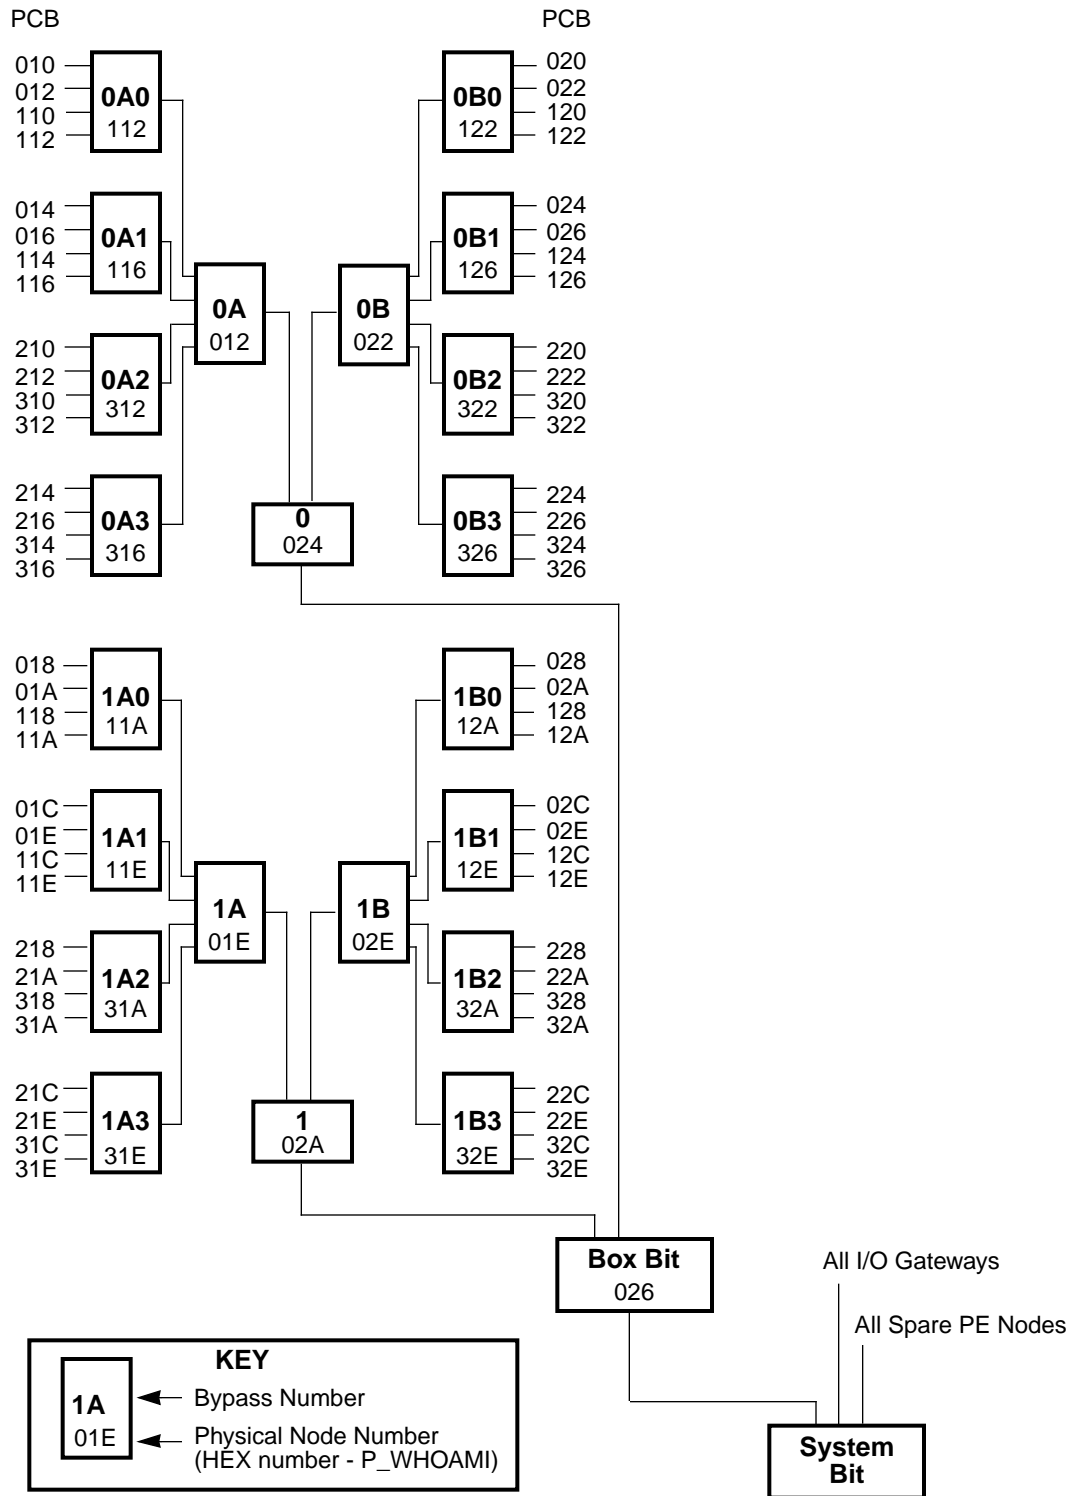 PCB
PCB
010
012
110
112
0A0
112
0B0
122
020
022
120
122
014
016
114
116
0A1
116
0B1
126
024
026
124
126
0A
012
0B
022
210
212
310
312
0A2
312
0B2
322
220
222
320
322
214
216
314
316
0A3
316
0
024
0B3
326
224
226
324
326
018
01A
118
11A
1A0
11A
1B0
12A
028
02A
128
12A
01C
01E
11C
11E
1A1
11E
1B1
12E
02C
02E
12C
12E
1A
01E
1B
02E
218
21A
318
31A
1A2
31A
1B2
32A
228
22A
328
32A
21C
21E
31C
31E
1A3
31E
1
02A
1B3
32E
22C
22E
32C
32E
Box Bit
026
All I/O Gateways
All Spare PE Nodes
System
Bit
KEY
1A
01E
Bypass Number
Physical Node Number
(HEX number - P_WHOAMI)